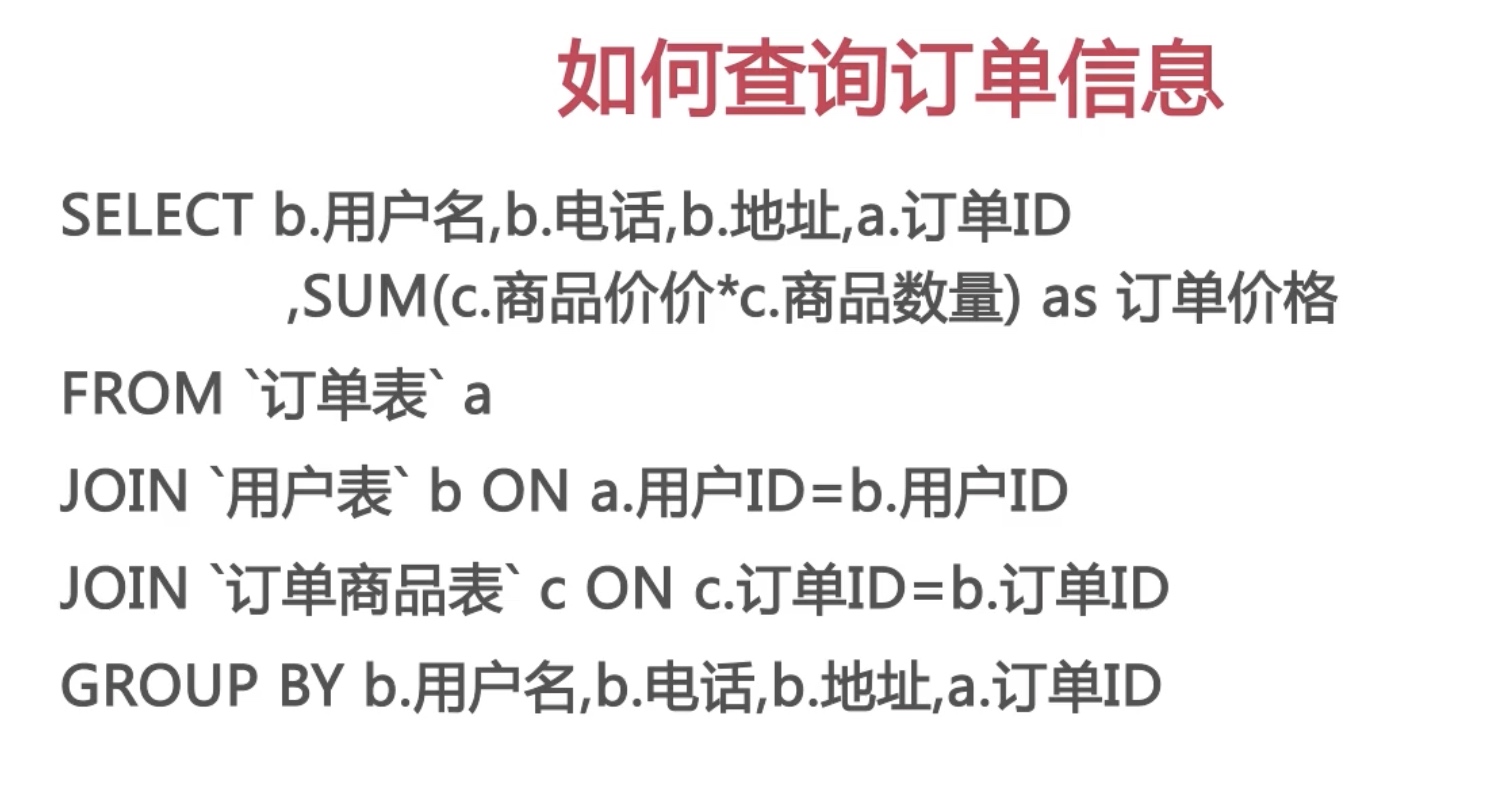 如何查询订单信息
SELECT b.用户名,b.电话,b.地址,a.订单ID
,SUM(c.商品价价*c.商品数量) as 订单价格
FROM `订单表` a
JOIN `用户表` b ON a.用户ID=b.用户ID
JOIN `订单商品表` c ON c.订单ID=b.订单ID
GROUP BY b.用户名,b.电话,b.地址,a.订单ID